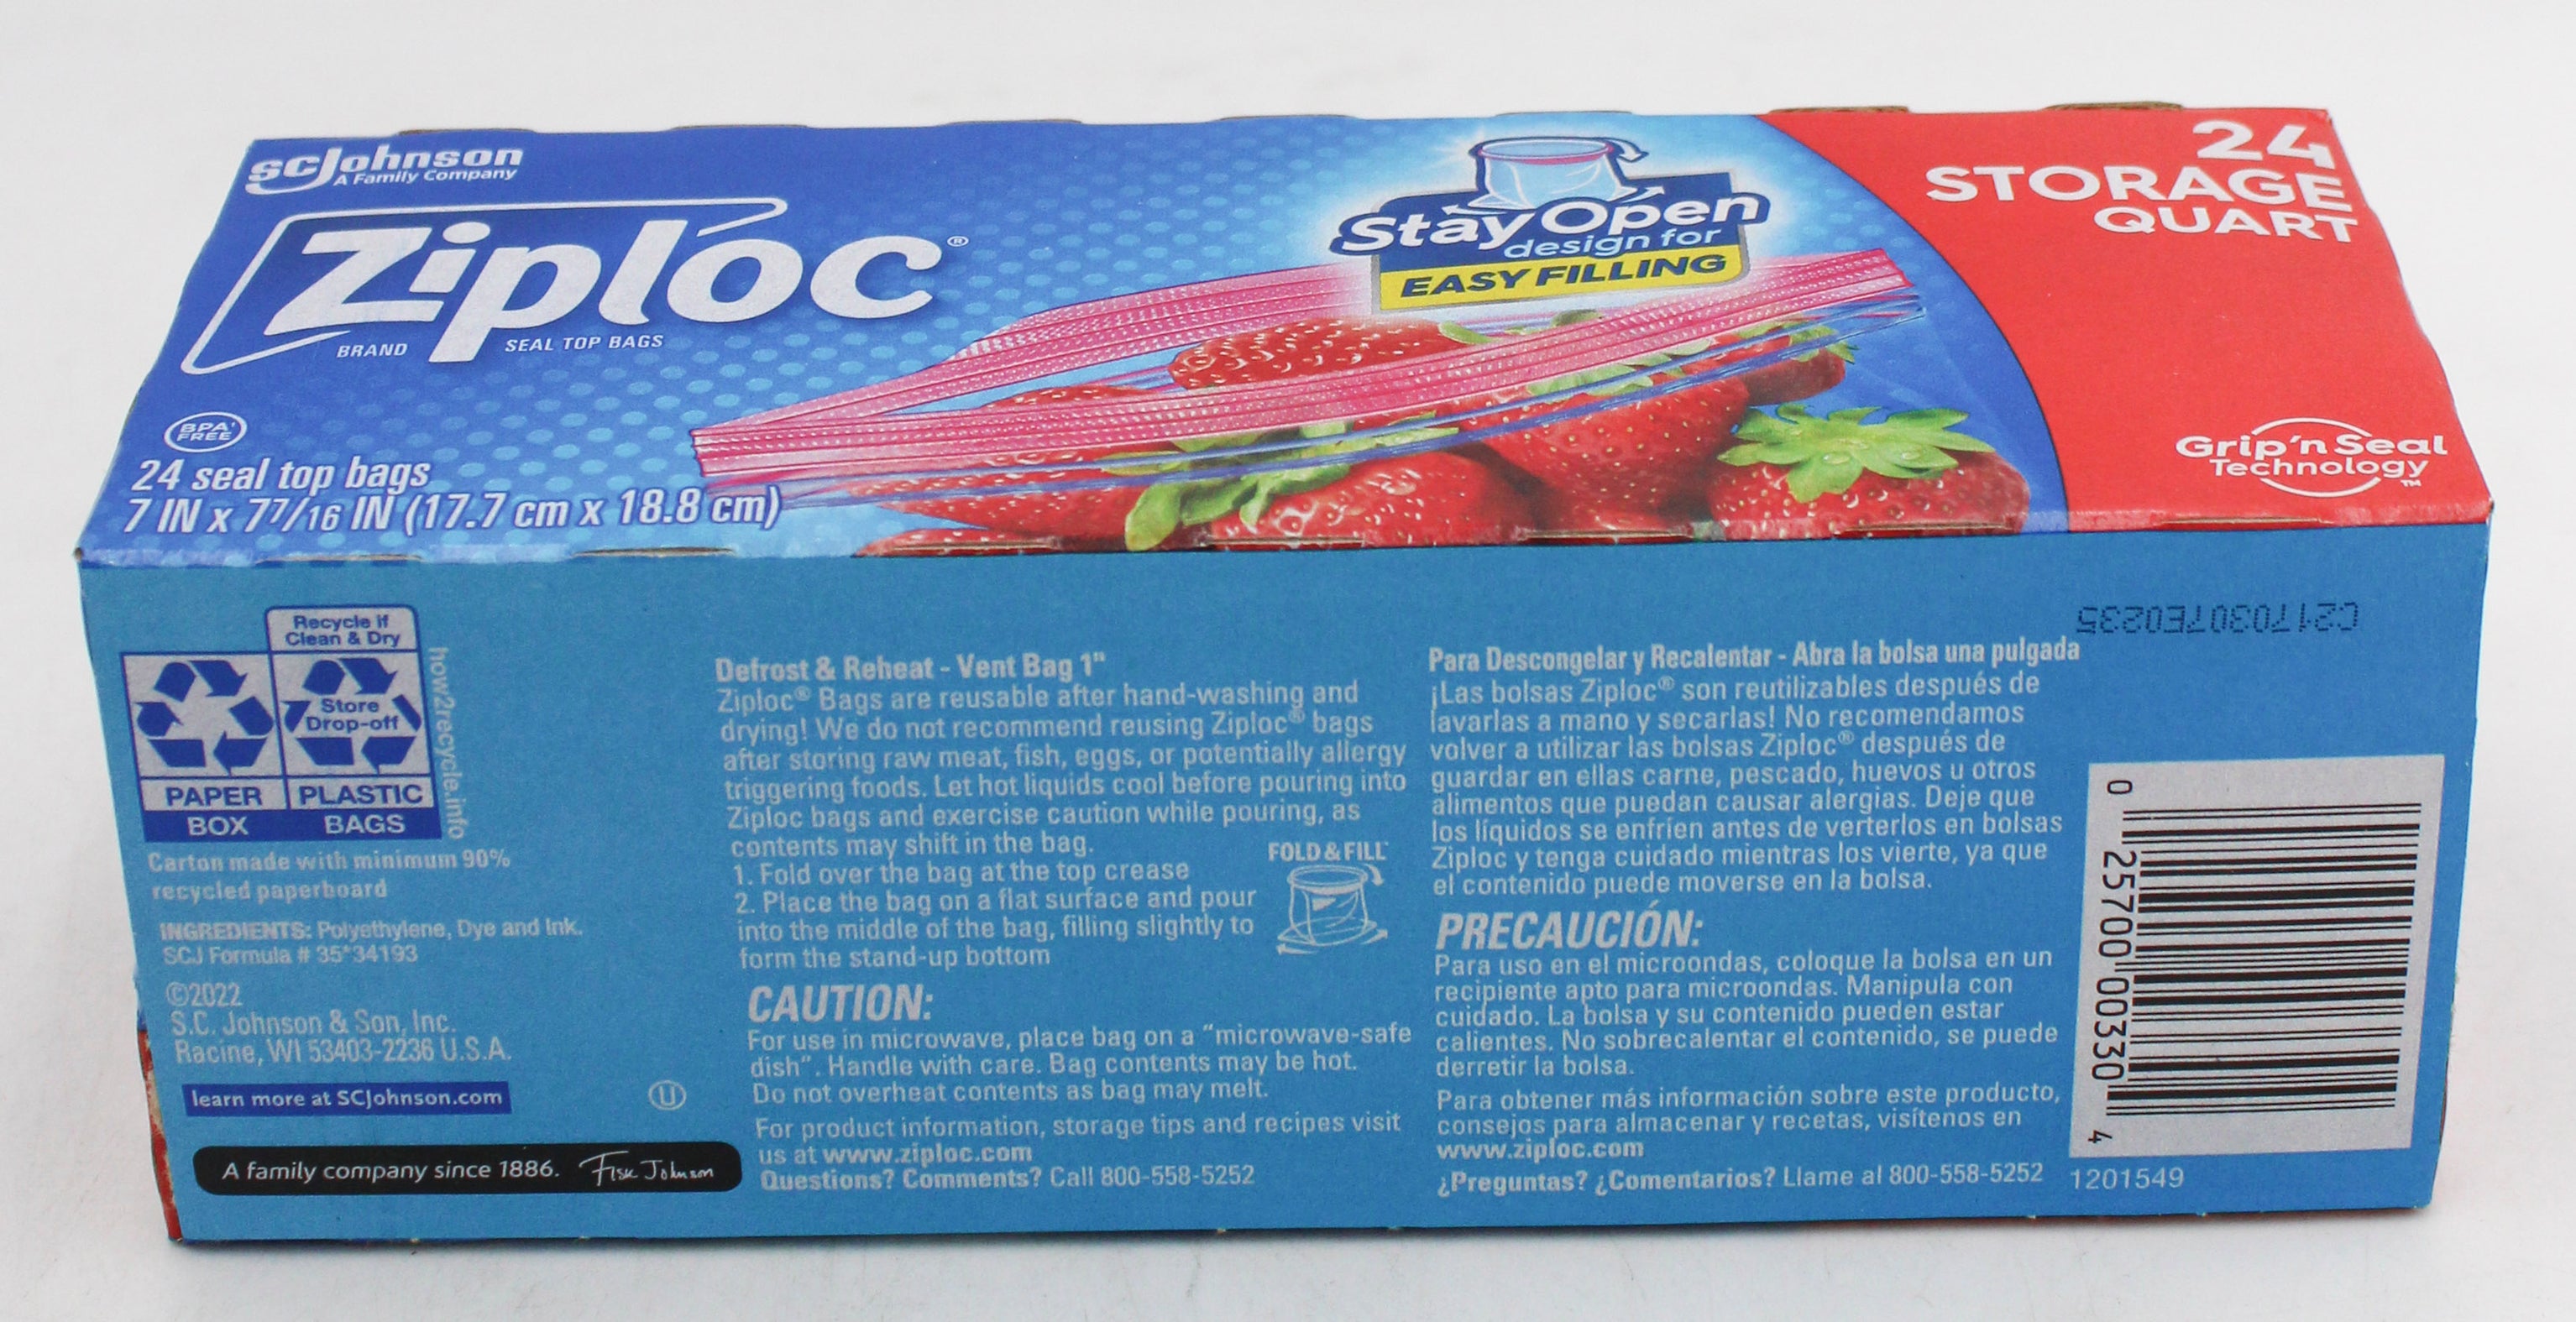 SCJohnson
A Family Company
Ziploc®
BRAND
SEAL TOP BAGS
BPA FREE
24 seal top bags
7 IN x 7 7/16 IN (17.7 cm x 18.8 cm)
StayOpen
design for
EASY FILLING
24
STORAGE
QUART
Grip'n Seal
Technology™
Recycle if
Clean & Dry
Store
Drop-off
PAPER
BOX
PLASTIC
BAGS
how2recycle.info
Carton made with minimum 90%
recycled paperboard
INGREDIENTS: Polyethylene, Dye and Ink.
SCJ Formula # 35*34193
©2022
S.C. Johnson & Son, Inc.
Racine, WI 53403-2236 U.S.A.
learn more at SCJohnson.com
U
A family company since 1886. Fisk Johnson
Defrost & Reheat - Vent Bag 1"
Ziploc® Bags are reusable after hand-washing and
drying! We do not recommend reusing Ziploc® bags
after storing raw meat, fish, eggs, or potentially allergy
triggering foods. Let hot liquids cool before pouring into
Ziploc bags and exercise caution while pouring, as
contents may shift in the bag.
1. Fold over the bag at the top crease
2. Place the bag on a flat surface and pour
into the middle of the bag, filling slightly to
form the stand-up bottom
FOLD & FILL
CAUTION:
For use in microwave, place bag on a "microwave-safe
dish". Handle with care. Bag contents may be hot.
Do not overheat contents as bag may melt.
For product information, storage tips and recipes visit
us at www.ziploc.com
Questions? Comments? Call 800-558-5252
Para Descongelar y Recalentar - Abra la bolsa una pulgada
¡Las bolsas Ziploc® son reutilizables después de
lavarlas a mano y secarlas! No recomendamos
volver a utilizar las bolsas Ziploc® después de
guardar en ellas carne, pescado, huevos u otros
alimentos que puedan causar alergias. Deje que
los líquidos se enfríen antes de verterlos en bolsas
Ziploc y tenga cuidado mientras los vierte, ya que
el contenido puede moverse en la bolsa.
PRECAUCIÓN:
Para uso en el microondas, coloque la bolsa en un
recipiente apto para microondas. Manipula con
cuidado. La bolsa y su contenido pueden estar
calientes. No sobrecalentar el contenido, se puede
derretir la bolsa.
Para obtener más información sobre este producto,
consejos para almacenar y recetas, visítenos en
www.ziploc.com
¿Preguntas? ¿Comentarios? Llame al 800-558-5252
C2170307E0235
0 25700 00330 4
1201549